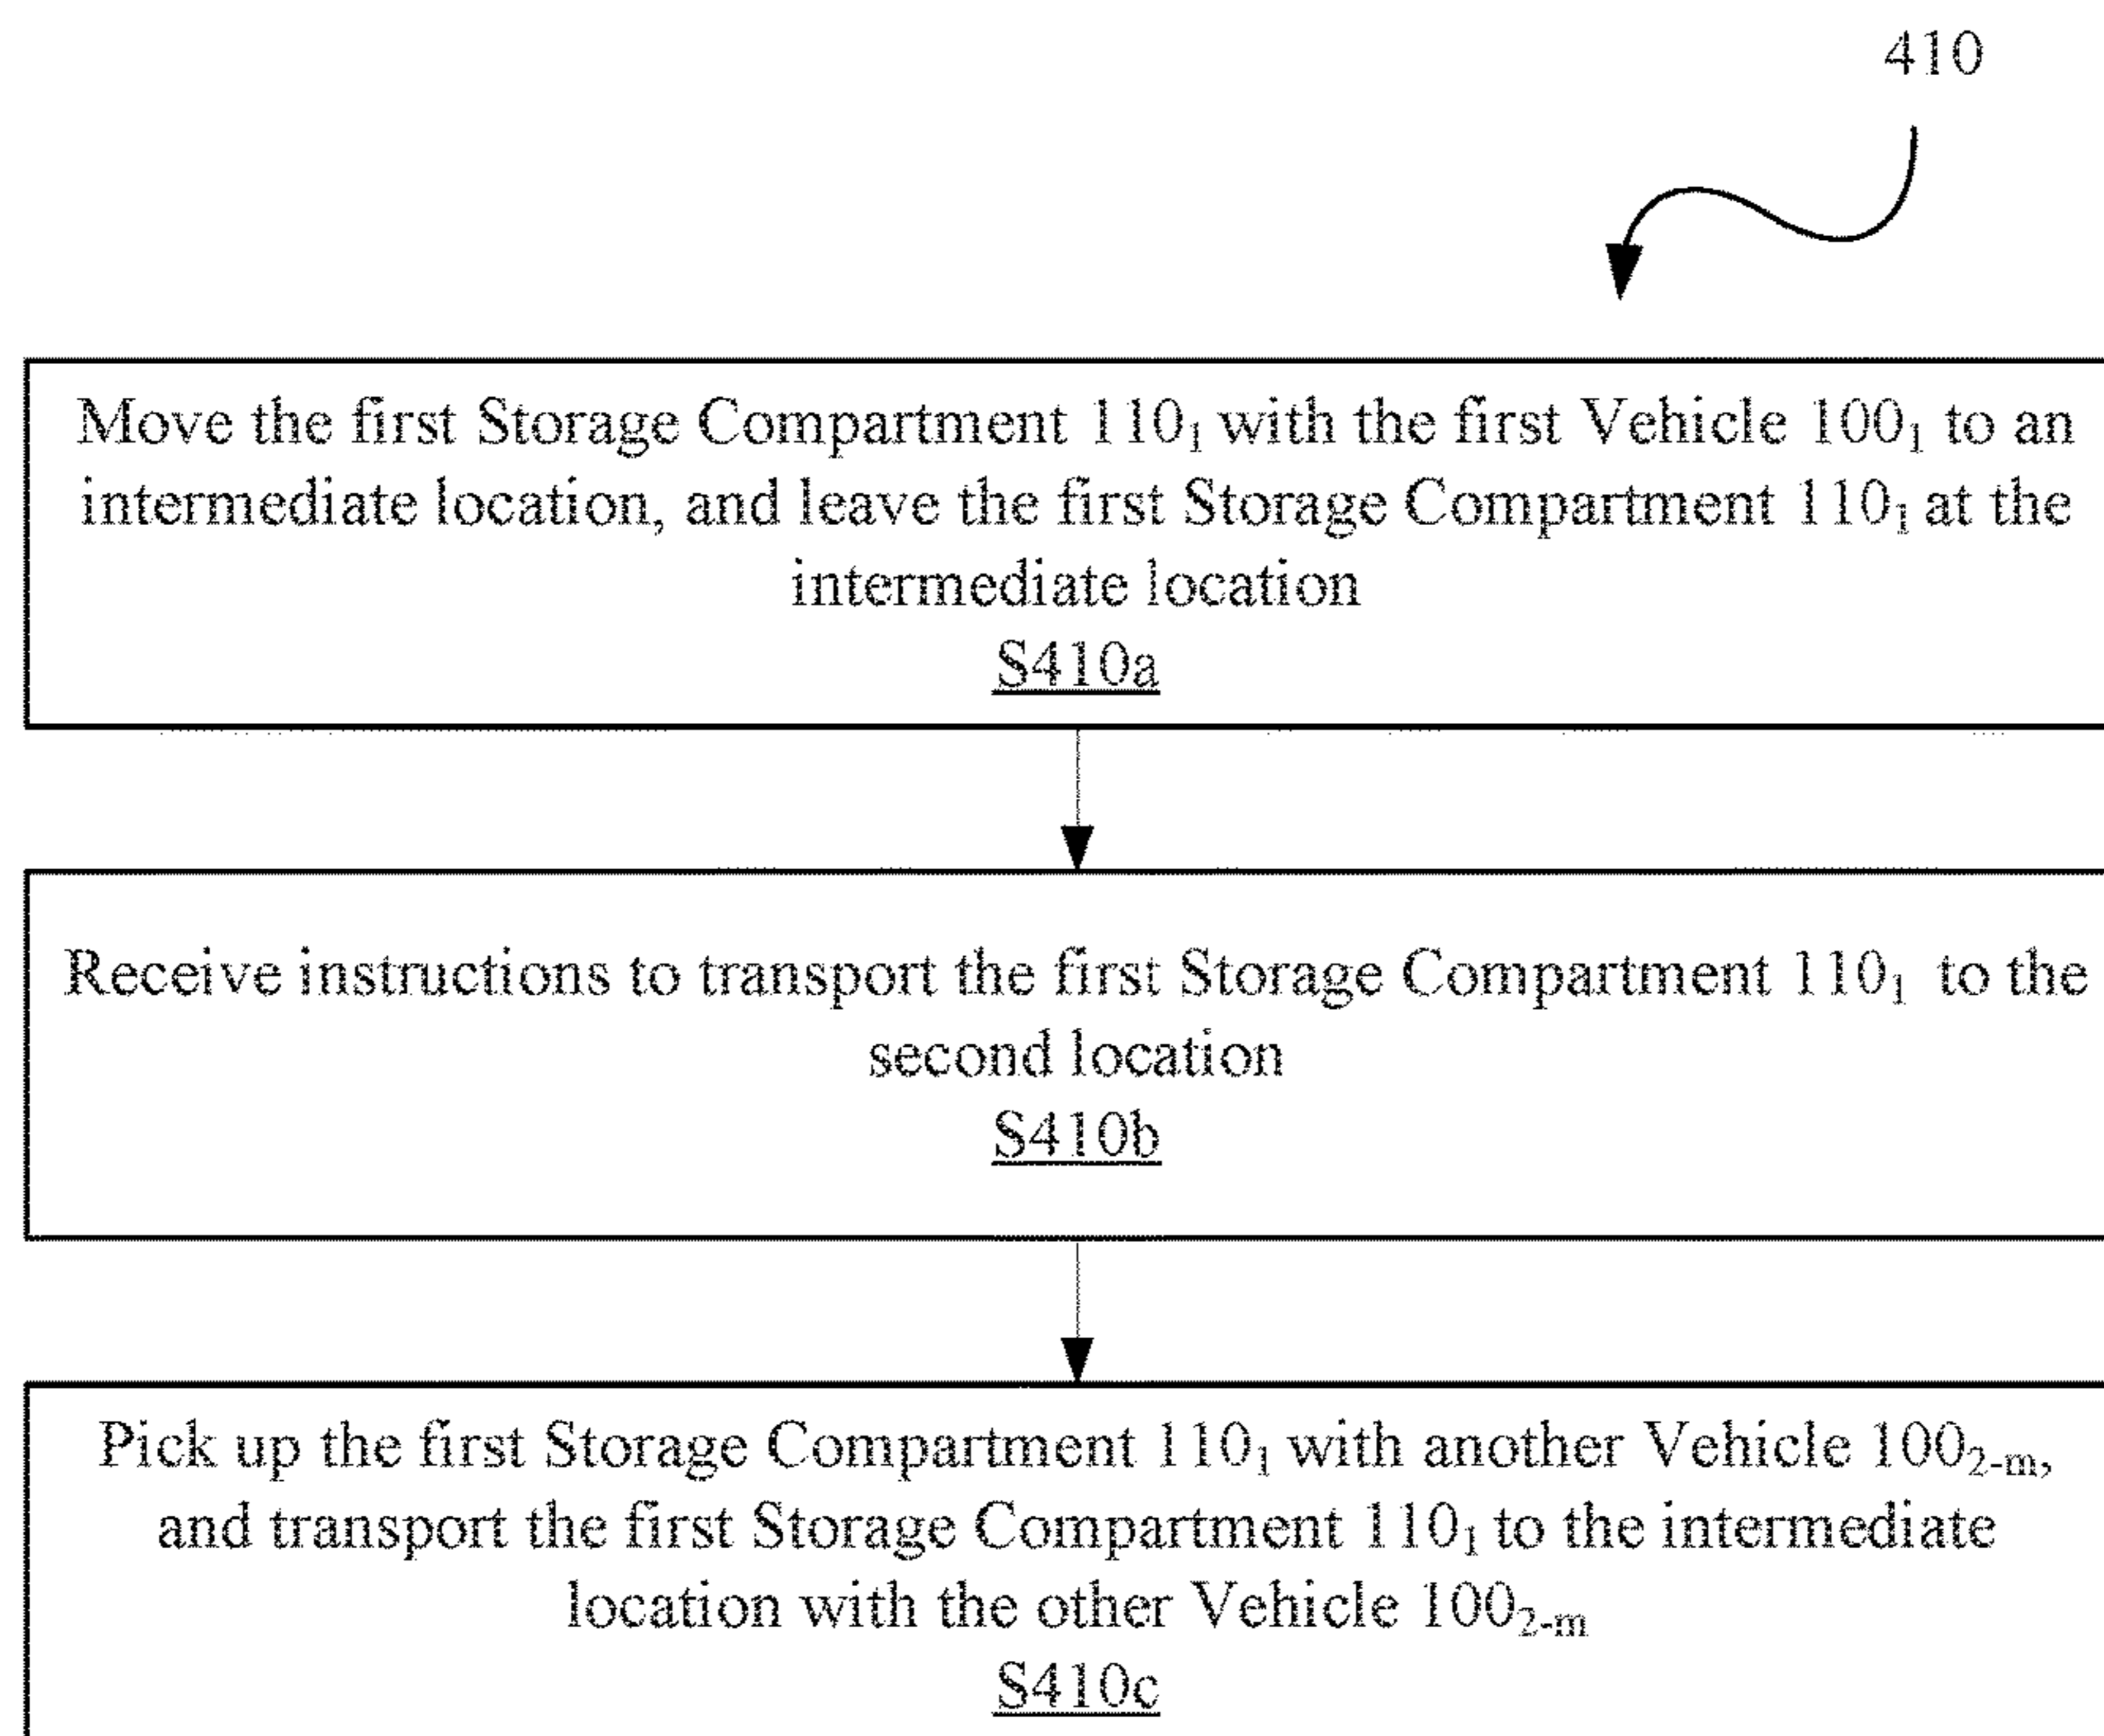 410
Move the first Storage Compartment 110₁ with the first Vehicle 100₁ to an
intermediate location, and leave the first Storage Compartment 110₁ at the
intermediate location
S410a
Receive instructions to transport the first Storage Compartment 110₁ to the
second location
S410b
Pick up the first Storage Compartment 110₁ with another Vehicle 100₂₋ₘ,
and transport the first Storage Compartment 110₁ to the intermediate
location with the other Vehicle 100₂₋ₘ
S410c